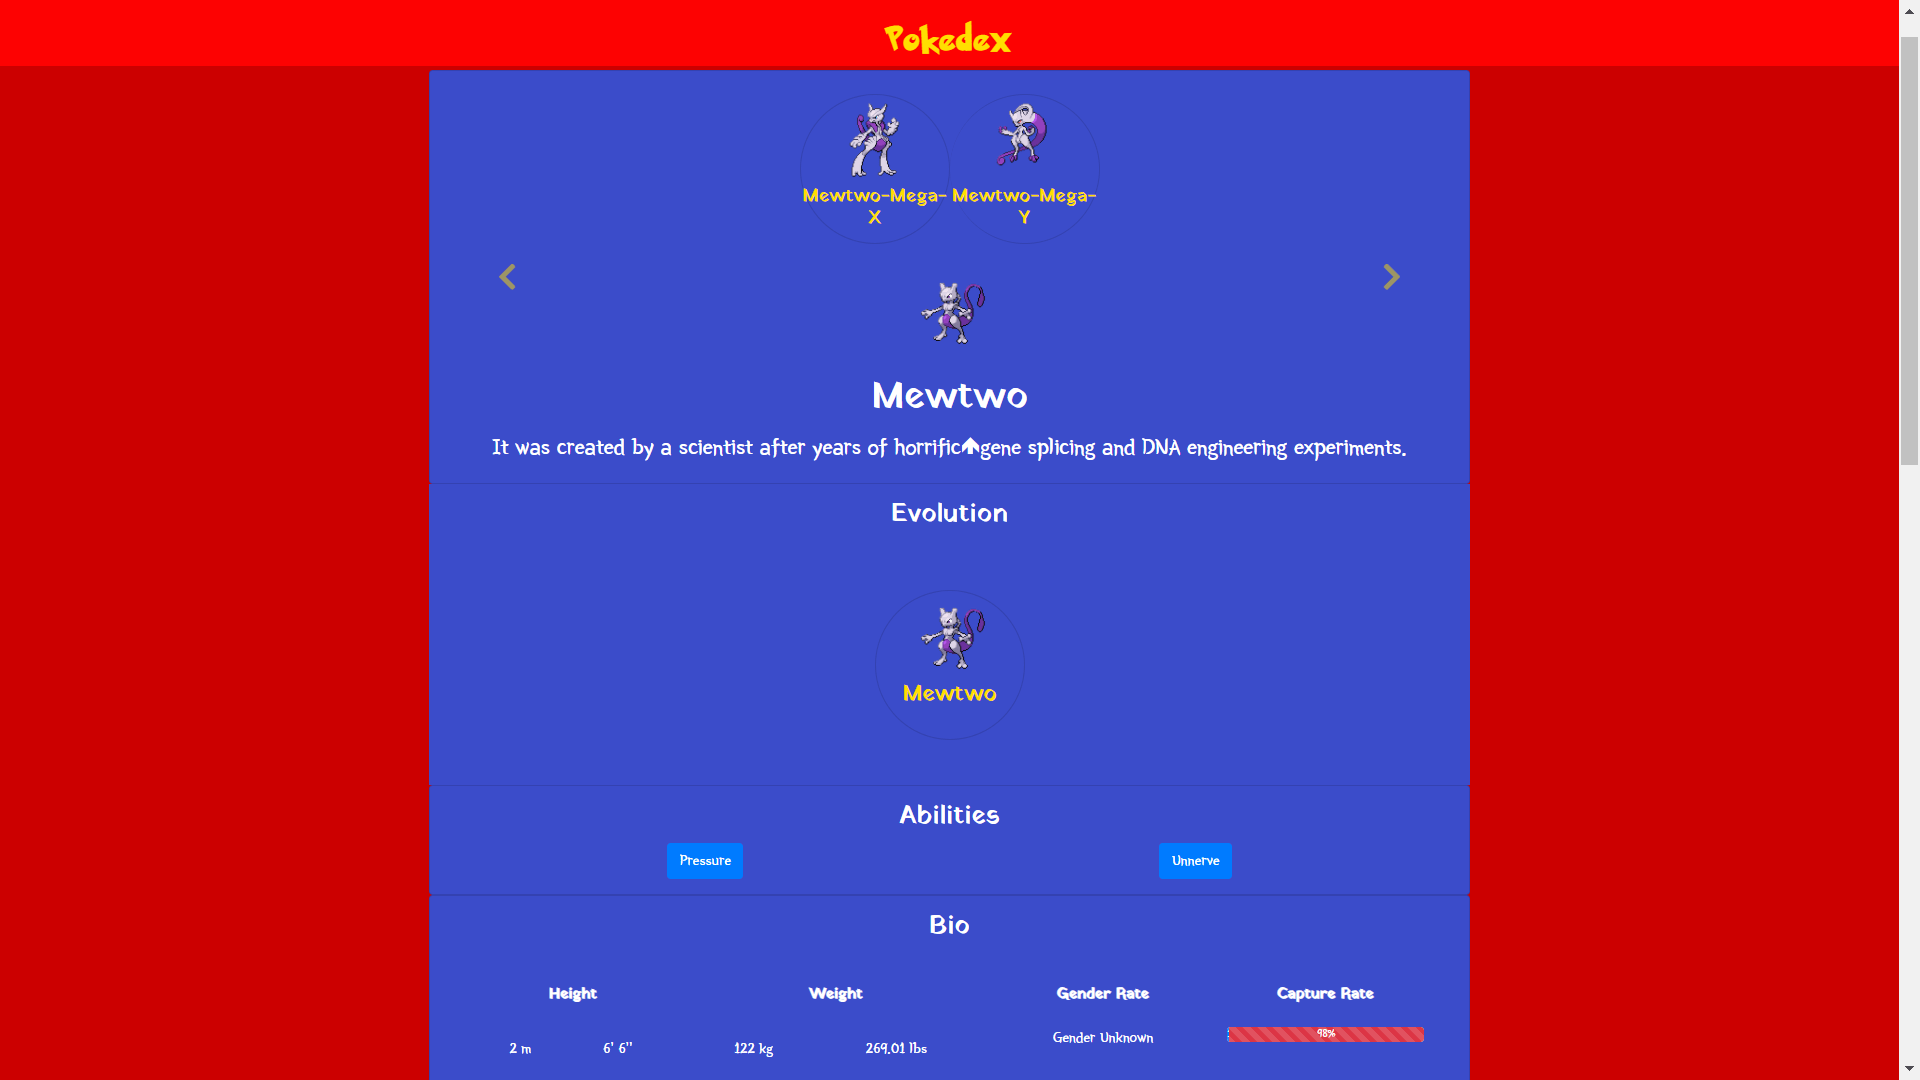 Pokedex
Mewtwo-Mega-
X
Mewtwo-Mega-
Y
Mewtwo
It was created by a scientist after years of horrific🡅gene splicing and DNA engineering experiments.
Evolution
Mewtwo
Abilities
Pressure
Unnerve
Bio
Height
Weight
Gender Rate
Capture Rate
2 m
6' 6"
122 kg
269.01 lbs
Gender Unknown
98%